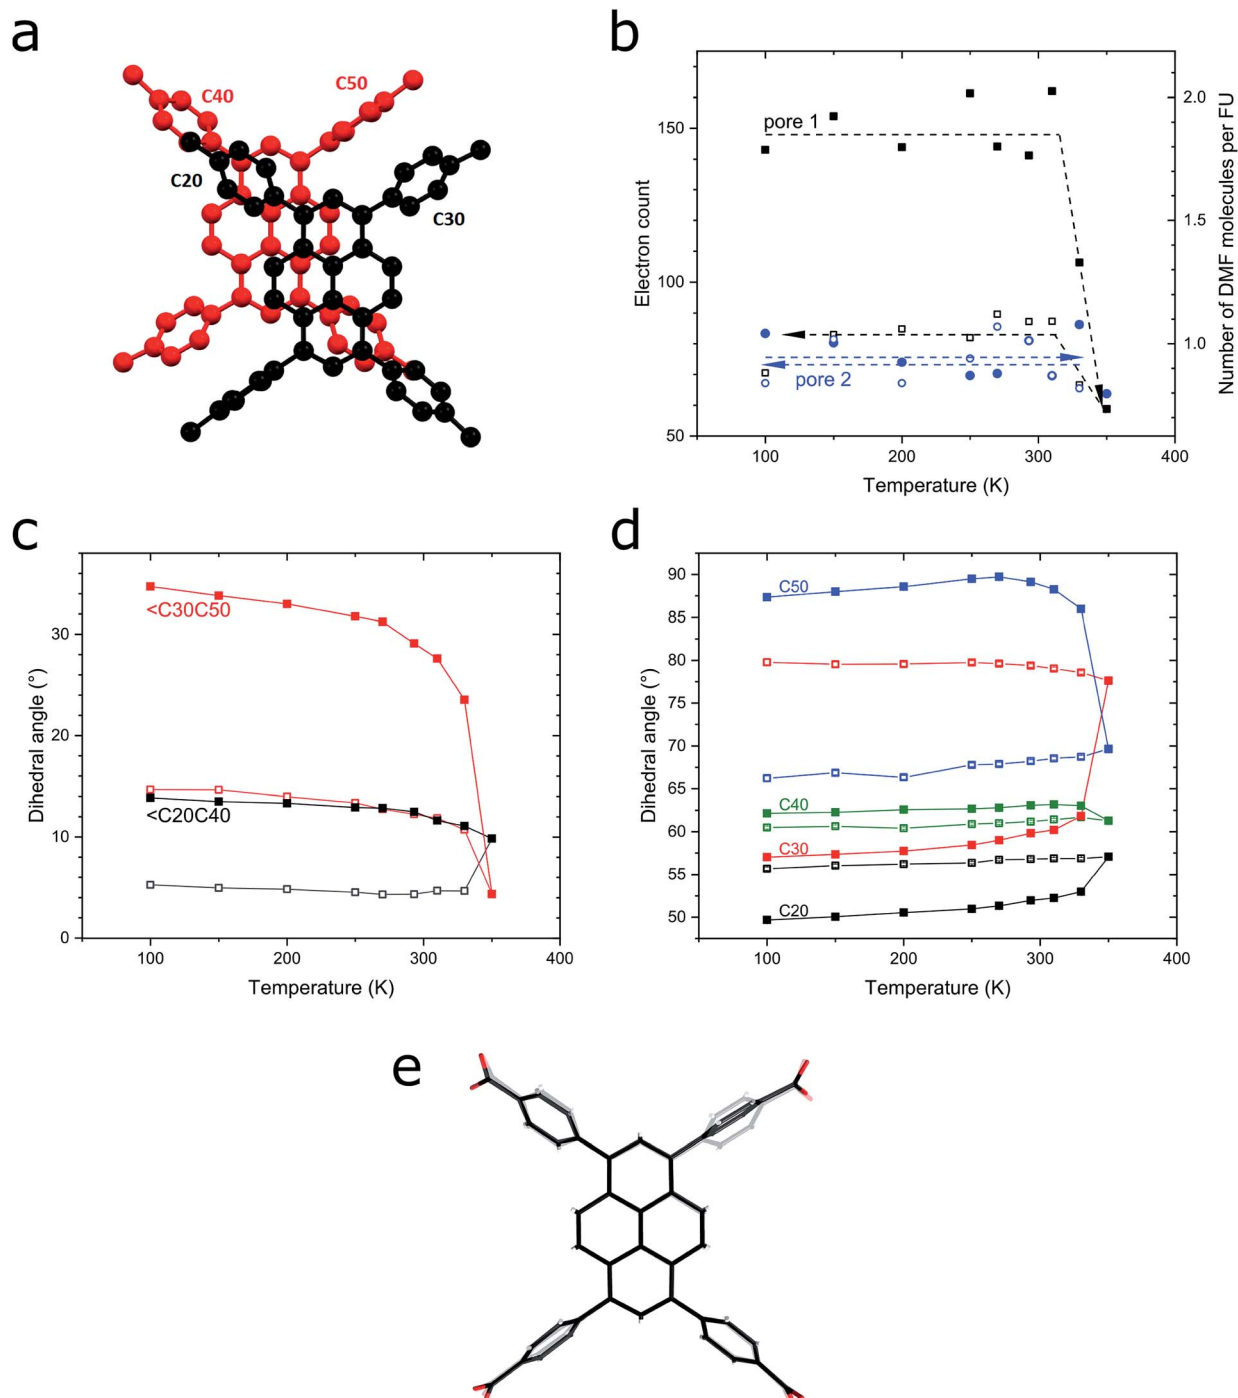 a
C40
C50
C20
C30
b
pore 1
pore 2
150
100
50
2.0
1.5
1.0
100
200
300
400
Electron count
Number of DMF molecules per FU
Temperature (K)
c
<C30C50
<C20C40
30
20
10
0
100
200
300
400
Dihedral angle (°)
Temperature (K)
d
C50
C40
C30
C20
90
85
80
75
70
65
60
55
50
100
200
300
400
Dihedral angle (°)
Temperature (K)
e